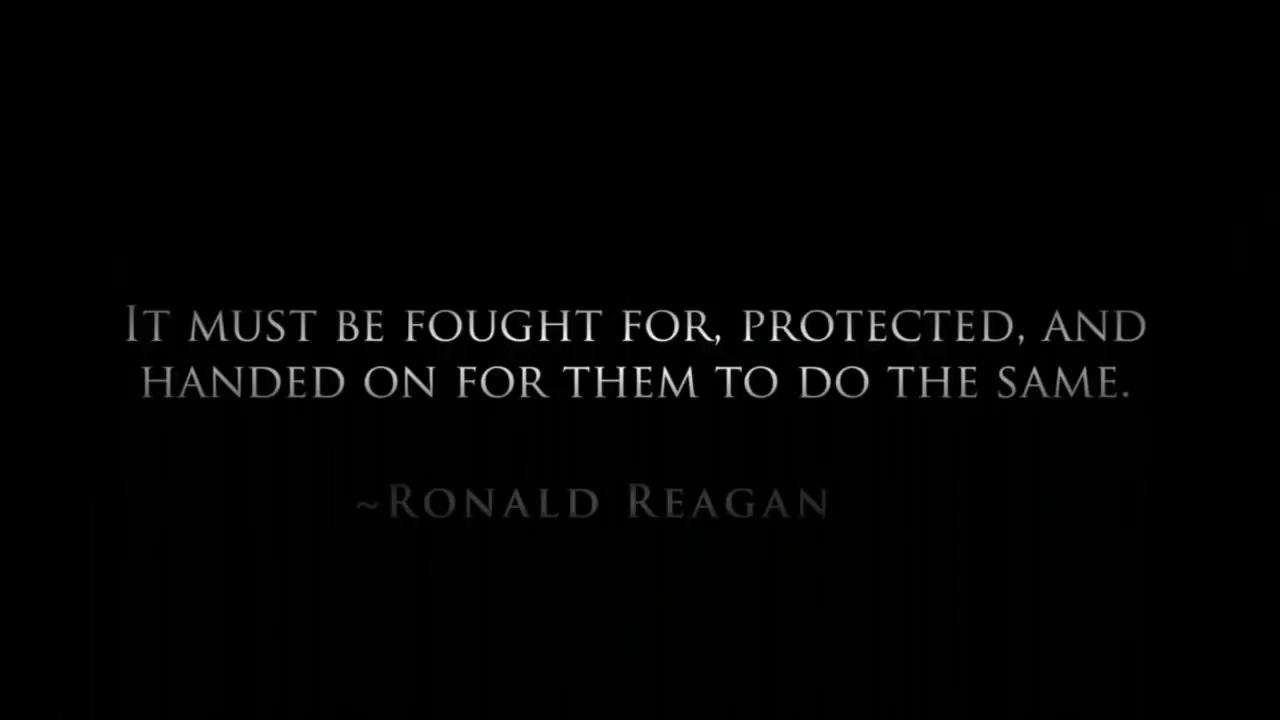 It must be fought for, protected, and
handed on for them to do the same.
~Ronald Reagan